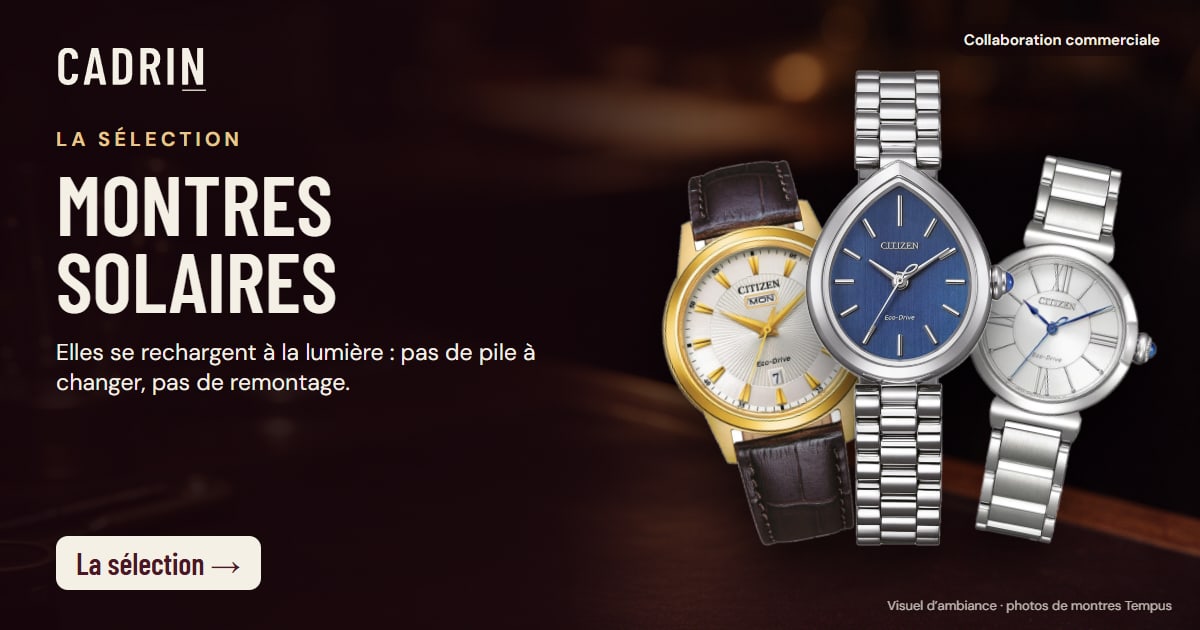 CADRIN
Collaboration commerciale
LA SÉLECTION
MONTRES
SOLAIRES
Elles se rechargent à la lumière : pas de pile à
changer, pas de remontage.
CITIZEN
MON
Eco-Drive
7
CITIZEN
Eco-Drive
CITIZEN
Eco-Drive
La sélection →
Visuel d’ambiance · photos de montres Tempus